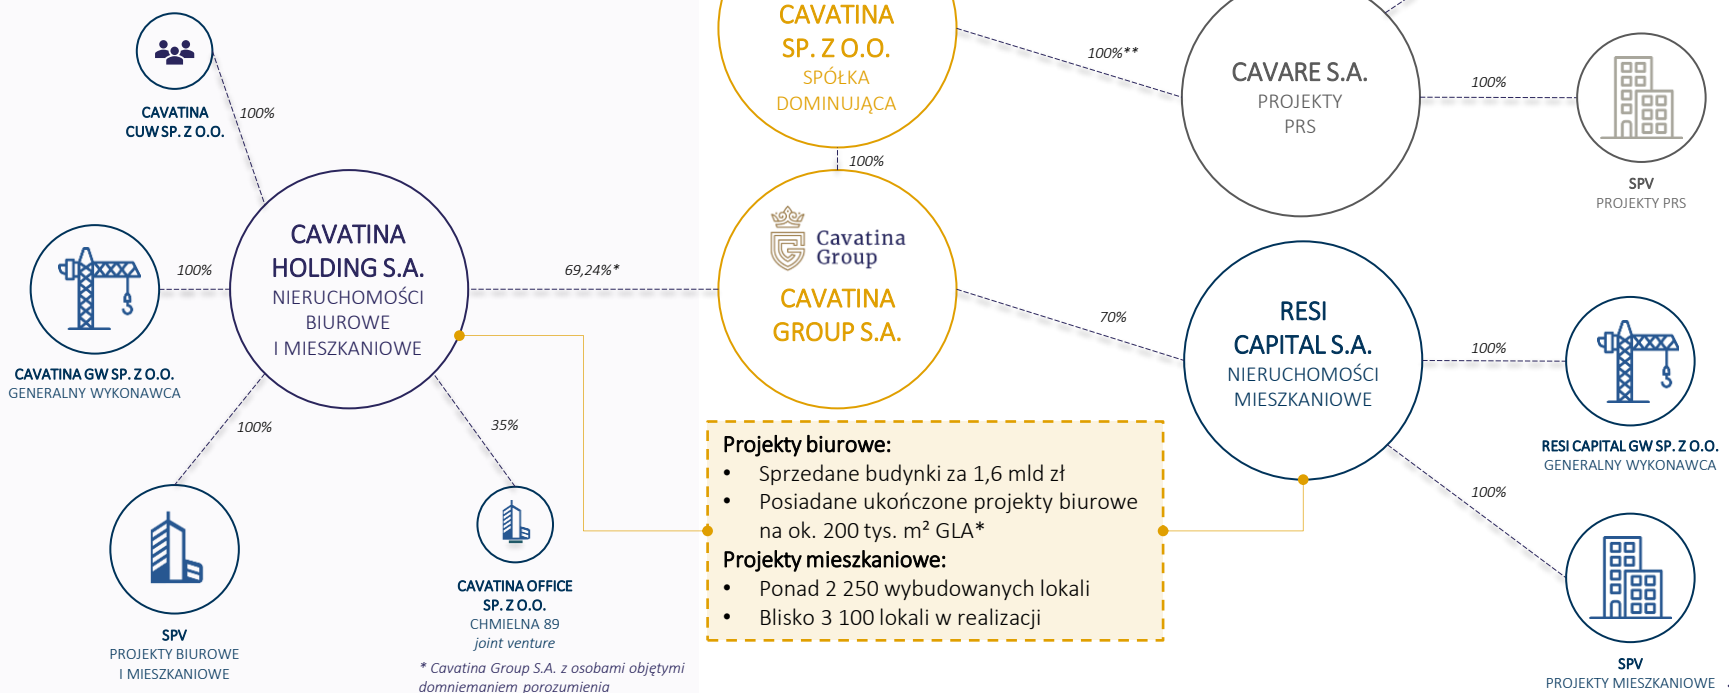 CAVATINA
CUW SP. Z O.O.
100%
CAVATINA
SP. Z O.O.
SPÓŁKA
DOMINUJĄCA
100%**
CAVARE S.A.
PROJEKTY
PRS
100%
SPV
PROJEKTY PRS
100%
CAVATINA
HOLDING S.A.
NIERUCHOMOŚCI
BIUROWE
I MIESZKANIOWE
100%
CAVATINA GW SP. Z O.O.
GENERALNY WYKONAWCA
69,24%*
Cavatina
Group
CAVATINA
GROUP S.A.
70%
RESI
CAPITAL S.A.
NIERUCHOMOŚCI
MIESZKANIOWE
100%
RESI CAPITAL GW SP. Z O.O.
GENERALNY WYKONAWCA
100%
35%
100%
Projekty biurowe:
• Sprzedane budynki za 1,6 mld zł
• Posiadane ukończone projekty biurowe
na ok. 200 tys. m² GLA*
Projekty mieszkaniowe:
• Ponad 2 250 wybudowanych lokali
• Blisko 3 100 lokali w realizacji
SPV
PROJEKTY BIUROWE
I MIESZKANIOWE
CAVATINA OFFICE
SP. Z O.O.
CHMIELNA 89
joint venture
* Cavatina Group S.A. z osobami objętymi
domniemaniem porozumienia
SPV
PROJEKTY MIESZKANIOWE